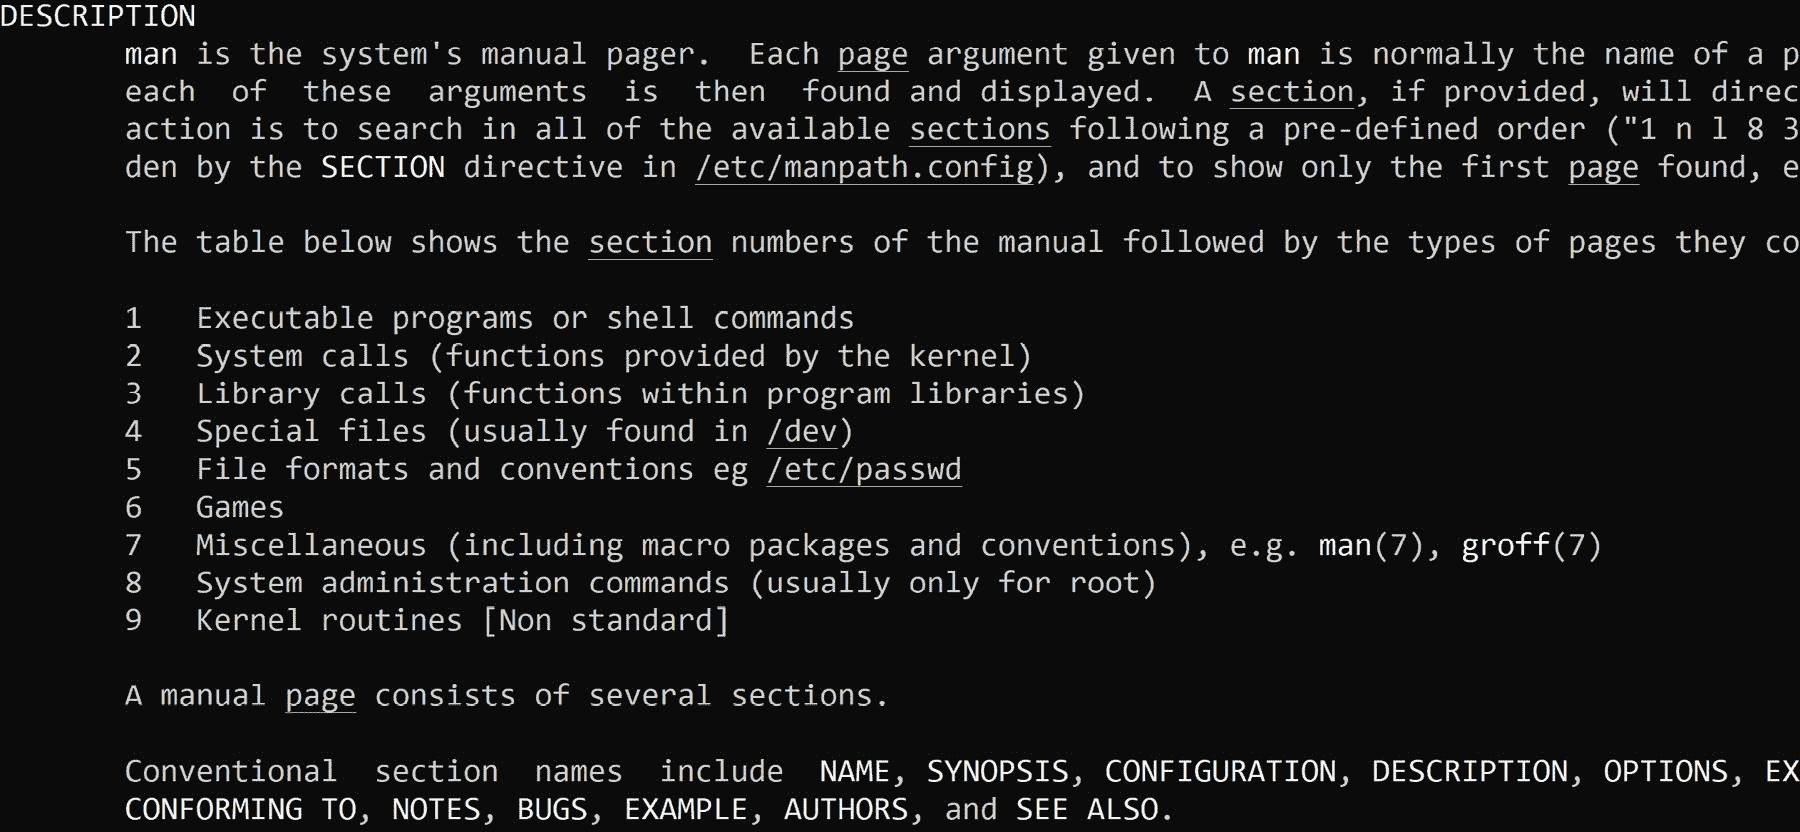 DESCRIPTION
man is the system's manual pager.  Each page argument given to man is normally the name of a p
each  of  these  arguments  is  then  found and displayed.  A section, if provided, will direc
action is to search in all of the available sections following a pre-defined order ("1 n l 8 3
den by the SECTION directive in /etc/manpath.config), and to show only the first page found, e
The table below shows the section numbers of the manual followed by the types of pages they co
1   Executable programs or shell commands
2   System calls (functions provided by the kernel)
3   Library calls (functions within program libraries)
4   Special files (usually found in /dev)
5   File formats and conventions eg /etc/passwd
6   Games
7   Miscellaneous (including macro packages and conventions), e.g. man(7), groff(7)
8   System administration commands (usually only for root)
9   Kernel routines [Non standard]
A manual page consists of several sections.
Conventional  section  names  include  NAME, SYNOPSIS, CONFIGURATION, DESCRIPTION, OPTIONS, EX
CONFORMING TO, NOTES, BUGS, EXAMPLE, AUTHORS, and SEE ALSO.